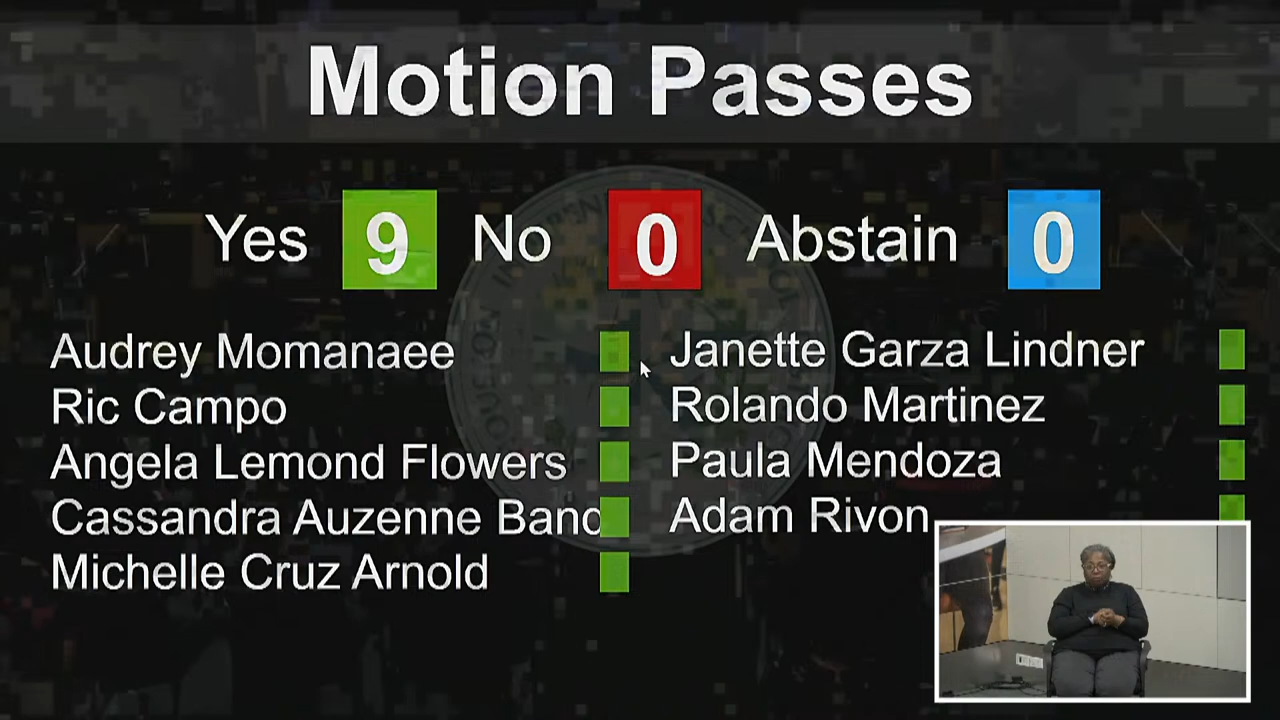 Motion Passes
Yes 9 No 0 Abstain 0
Audrey Momanaee
Ric Campo
Angela Lemond Flowers
Cassandra Auzenne Band
Michelle Cruz Arnold
Janette Garza Lindner
Rolando Martinez
Paula Mendoza
Adam Rivon